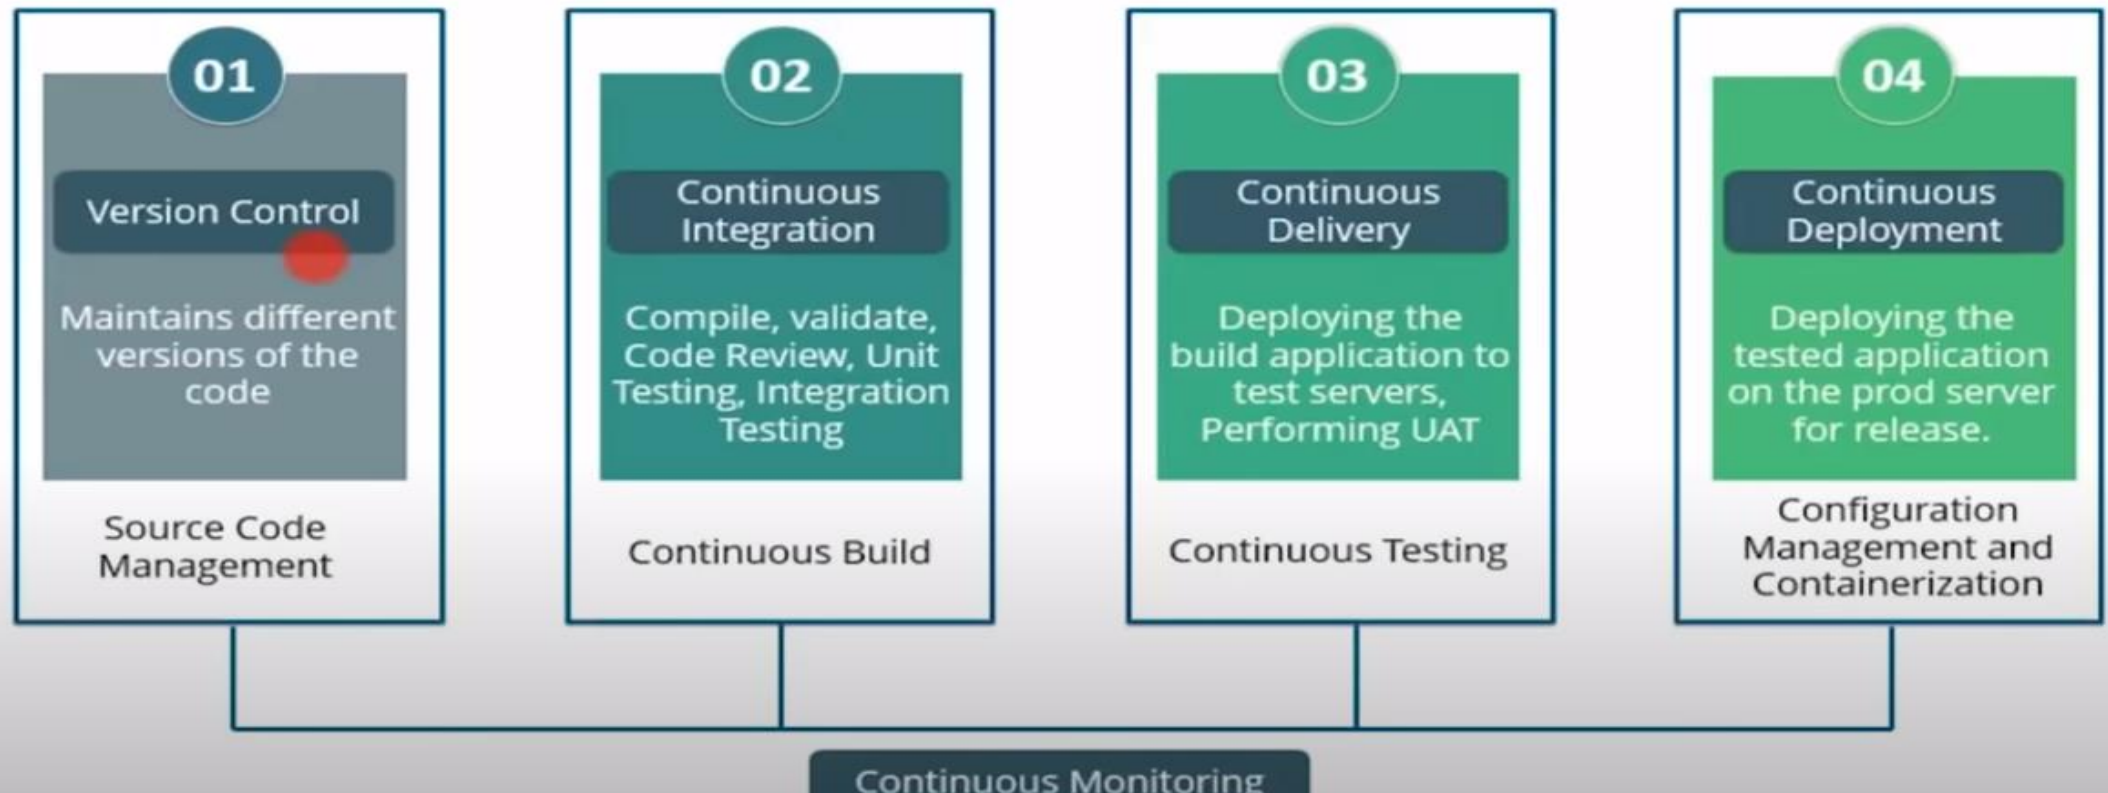 01
Version Control
Maintains different
versions of the
code
Source Code
Management
02
Continuous
Integration
Compile, validate,
Code Review, Unit
Testing, Integration
Testing
Continuous Build
03
Continuous
Delivery
Deploying the
build application to
test servers,
Performing UAT
Continuous Testing
04
Continuous
Deployment
Deploying the
tested application
on the prod server
for release.
Configuration
Management and
Containerization
Continuous Monitoring